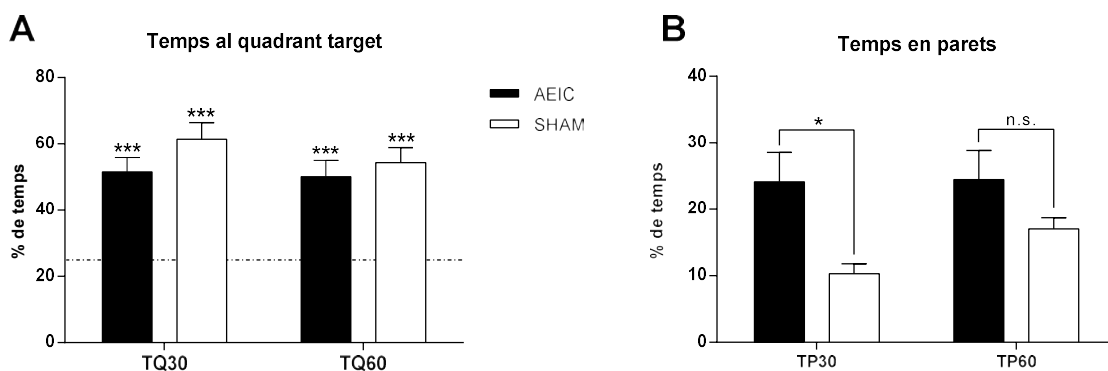 A
Temps al quadrant target
% de temps
80
60
40
20
0
***
***
***
***
TQ30
TQ60
AEIC
SHAM
B
Temps en parets
% de temps
40
30
20
10
0
*
n.s.
TP30
TP60